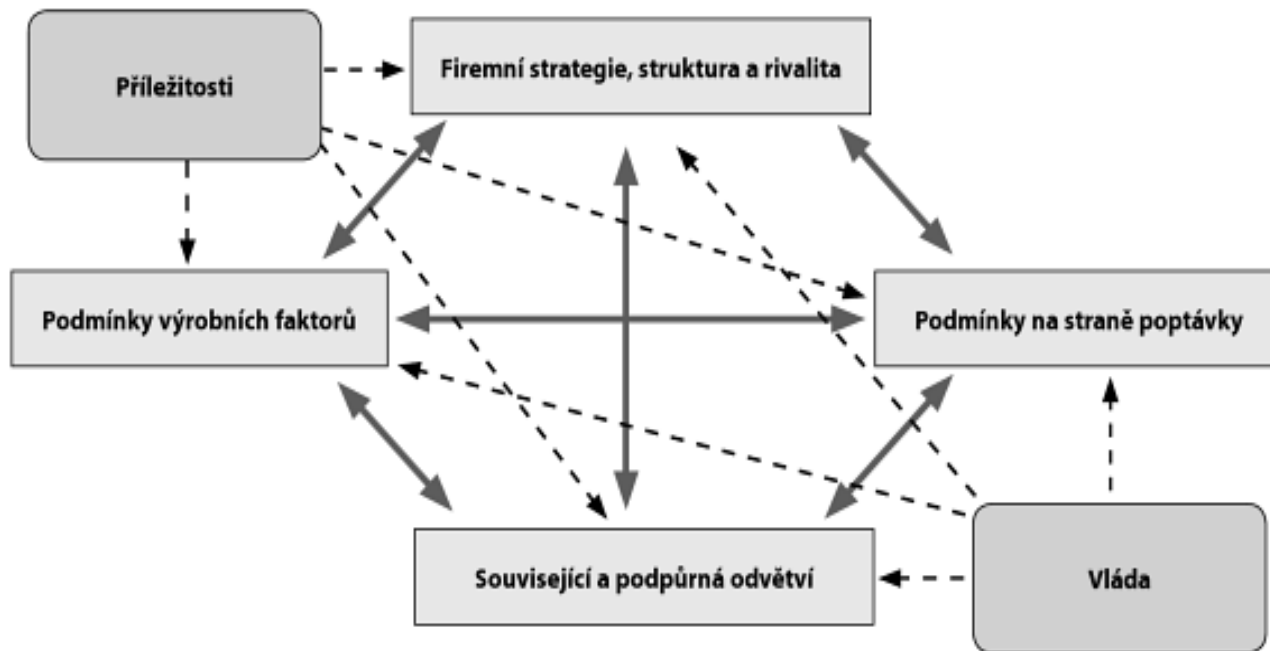 Příležitosti
Firemní strategie, struktura a rivalita
Podmínky výrobních faktorů
Podmínky na straně poptávky
Související a podpůrná odvětví
Vláda